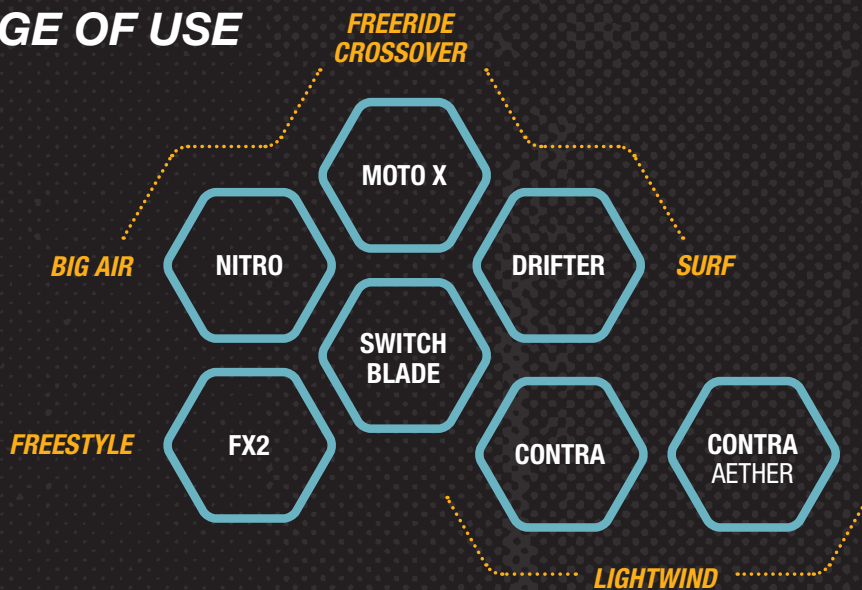 GE OF USE
FREERIDE
CROSSOVER
MOTO X
BIG AIR
NITRO
DRIFTER
SURF
SWITCH
BLADE
FREESTYLE
FX2
CONTRA
CONTRA
AETHER
LIGHTWIND